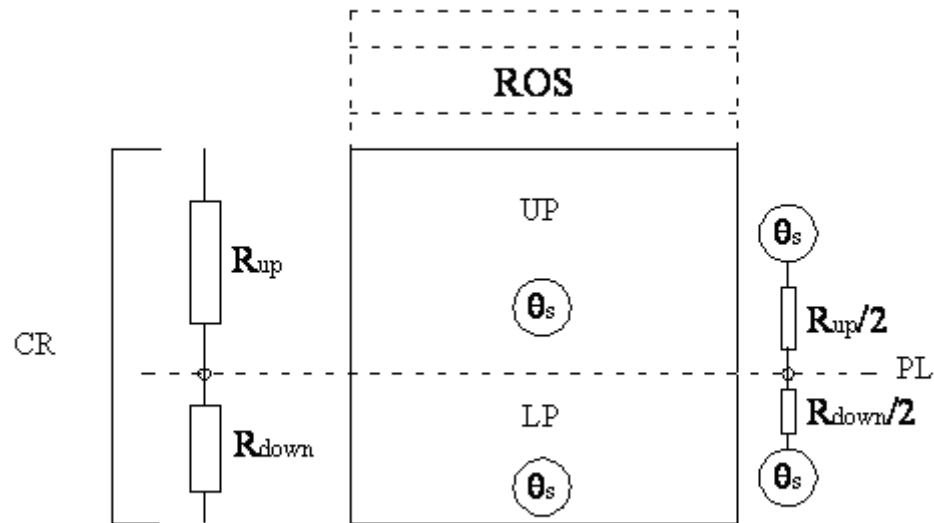 ROS
UP
θs
Rup
θs
Rup/2
CR
PL
Rdown/2
LP
Rdown
θs
θs